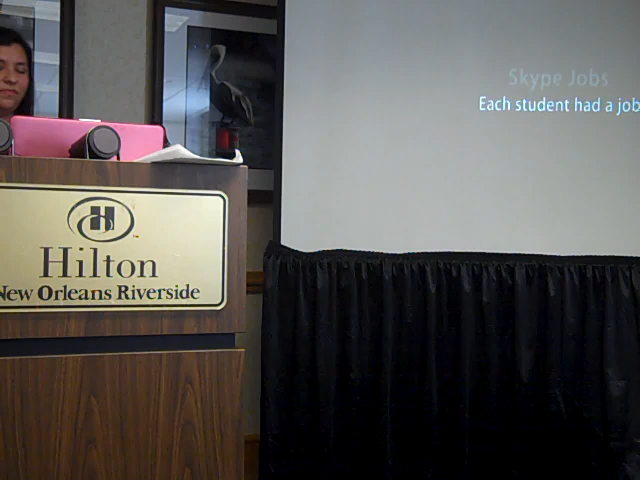 Skype Jobs
Each student had a job
H
Hilton
New Orleans Riverside